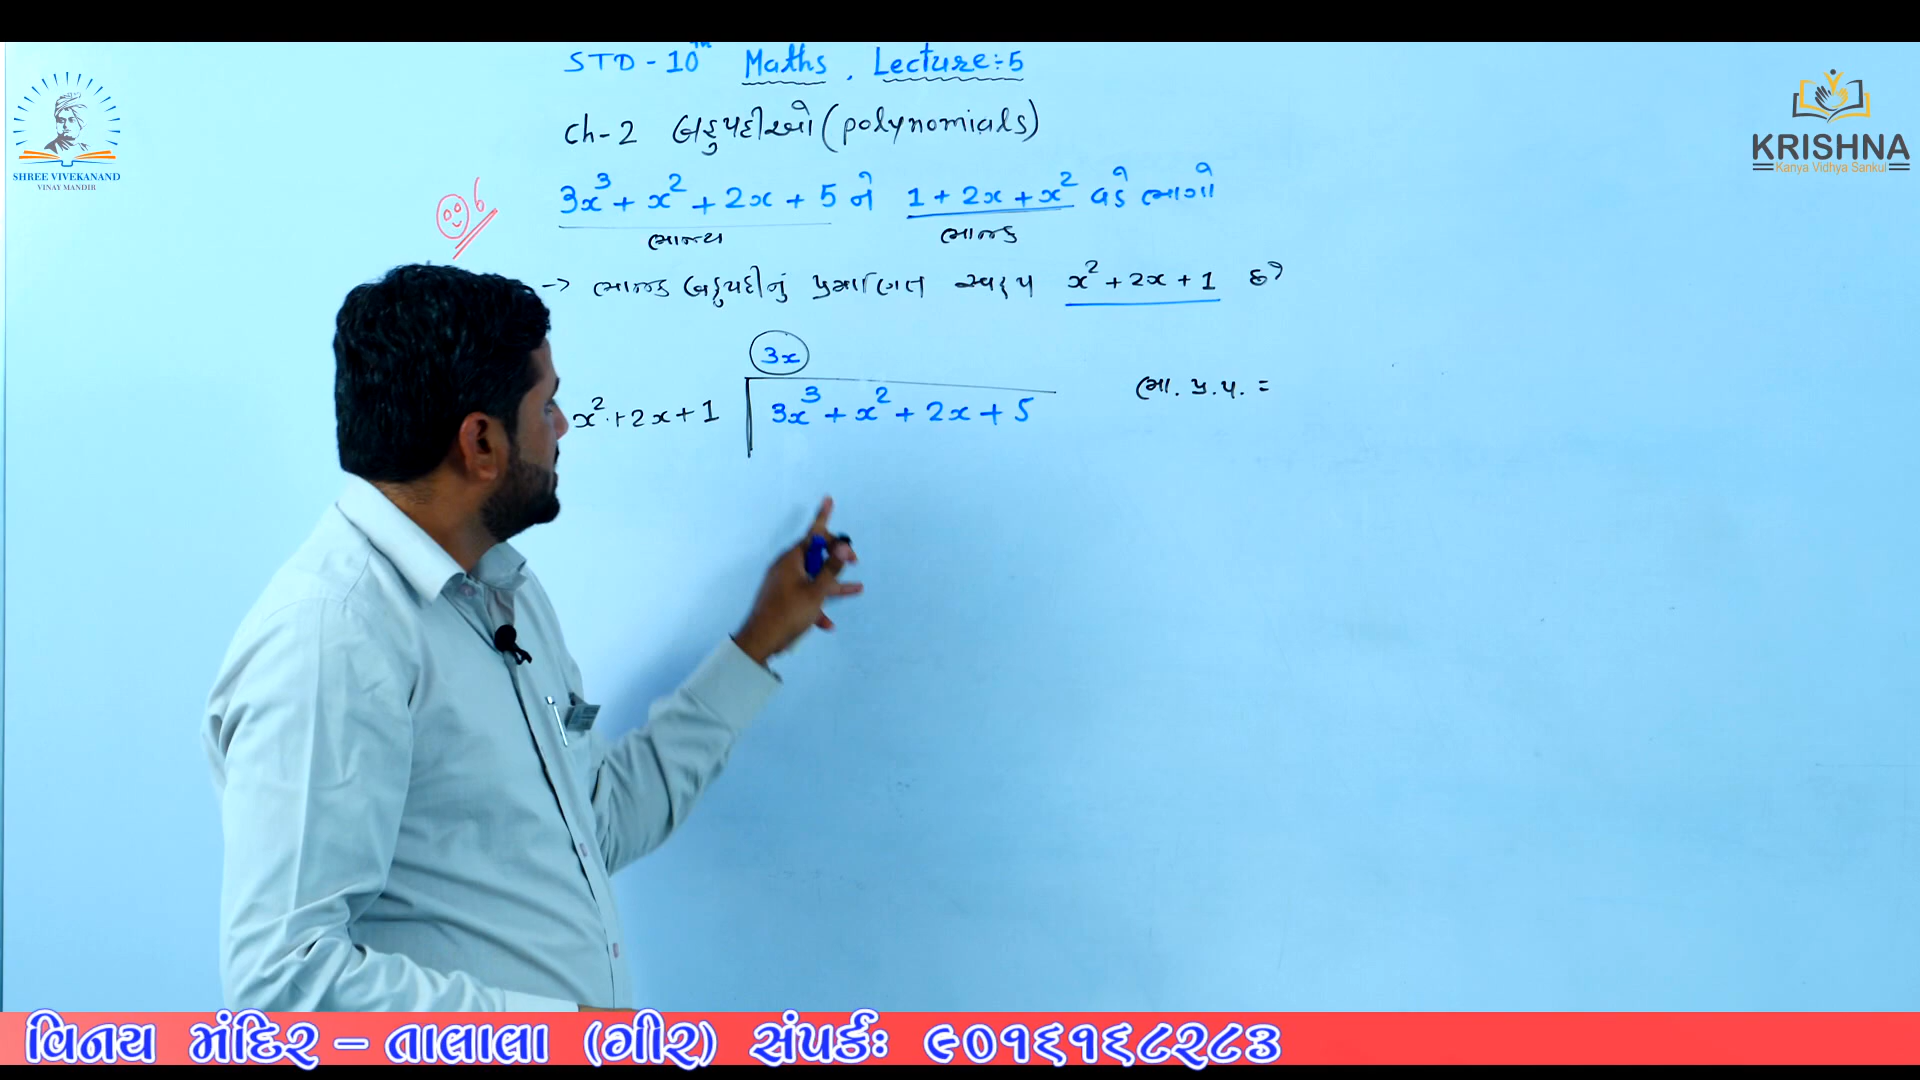 STD - 10th Maths, Lecture:-5
Ch-2 બહુપદીઓ (polynomials)
3x³ + x² + 2x + 5 ને 1 + 2x + x² વડે ભાગો
ભાજ્ય ભાજક
6
→ ભાજક બહુપદીનું પ્રમાણિત સ્વરૂપ x² + 2x + 1 છે
3x
x² + 2x + 1 3x³ + x² + 2x + 5
ભા. પ્ર. પ. =
SHREE VIVEKANAND
VINAY MANDIR
KRISHNA
Kanya Vidhya Sankul
વિનય મંદિર – તાલાલા (ગીર) સંપર્કઃ ૯૦૧૬૧૬૮૨૮૩